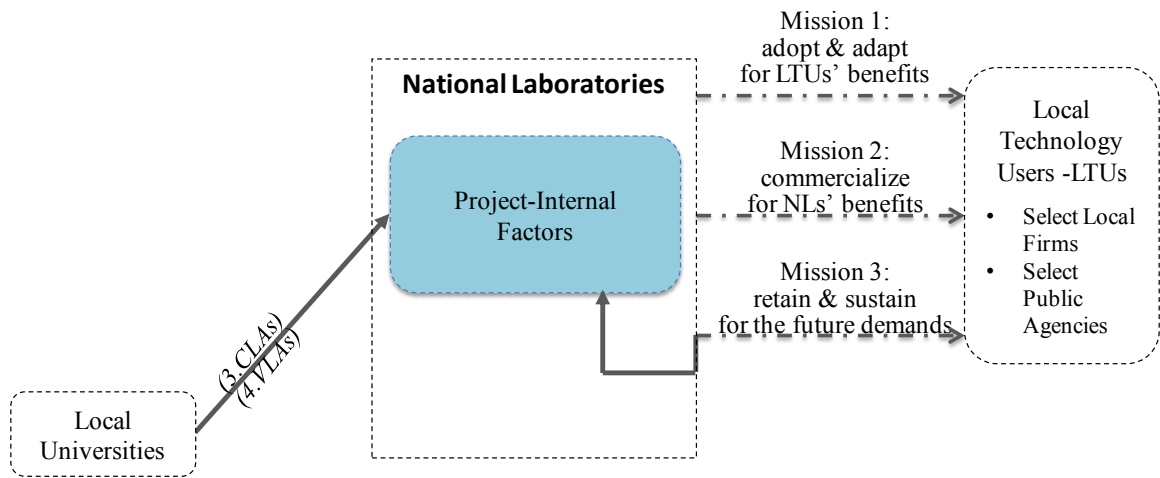 National Laboratories
Project-Internal
Factors
(3.CLAs)
(4.VLAs)
Local
Universities
Mission 1:
adopt & adapt
for LTUs’ benefits
Mission 2:
commercialize
for NLs’ benefits
Mission 3:
retain & sustain
for the future demands
Local
Technology
Users -LTUs
• Select Local
Firms
• Select
Public
Agencies